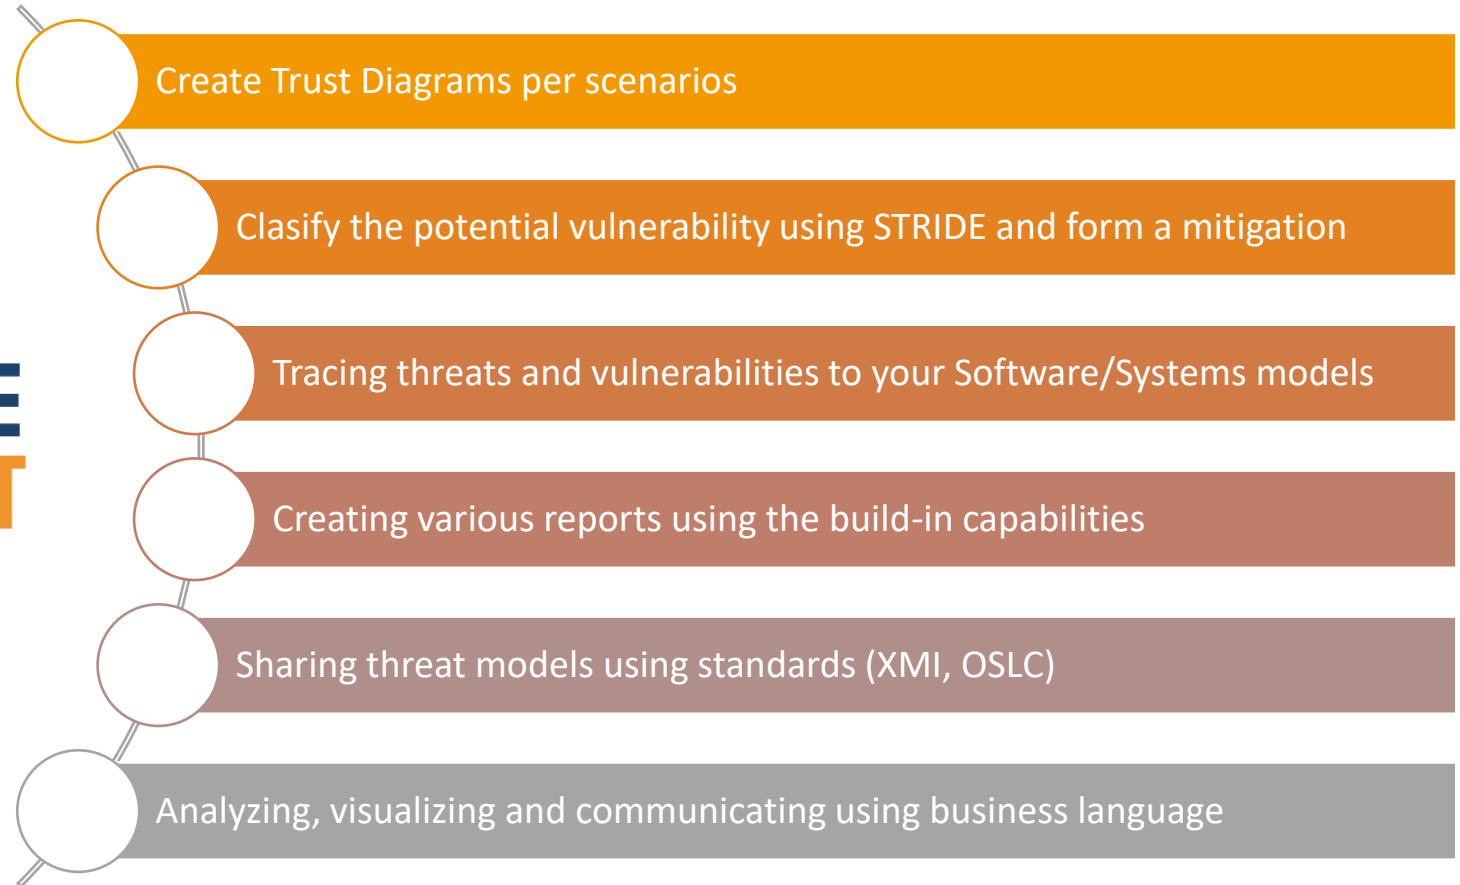 Create Trust Diagrams per scenarios
Clasify the potential vulnerability using STRIDE and form a mitigation
Tracing threats and vulnerabilities to your Software/Systems models
Creating various reports using the build-in capabilities
Sharing threat models using standards (XMI, OSLC)
Analyzing, visualizing and communicating using business language